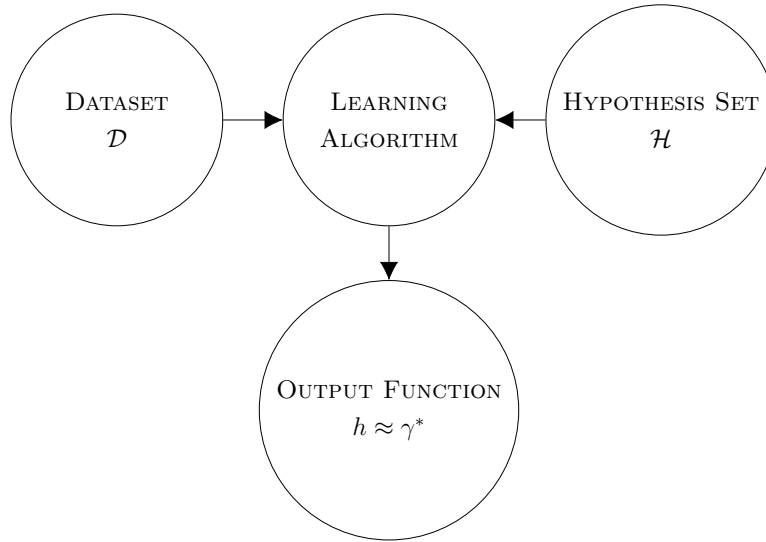 Dataset
𝒟
Learning
Algorithm
Hypothesis Set
ℋ
Output Function
h ≈ γ*